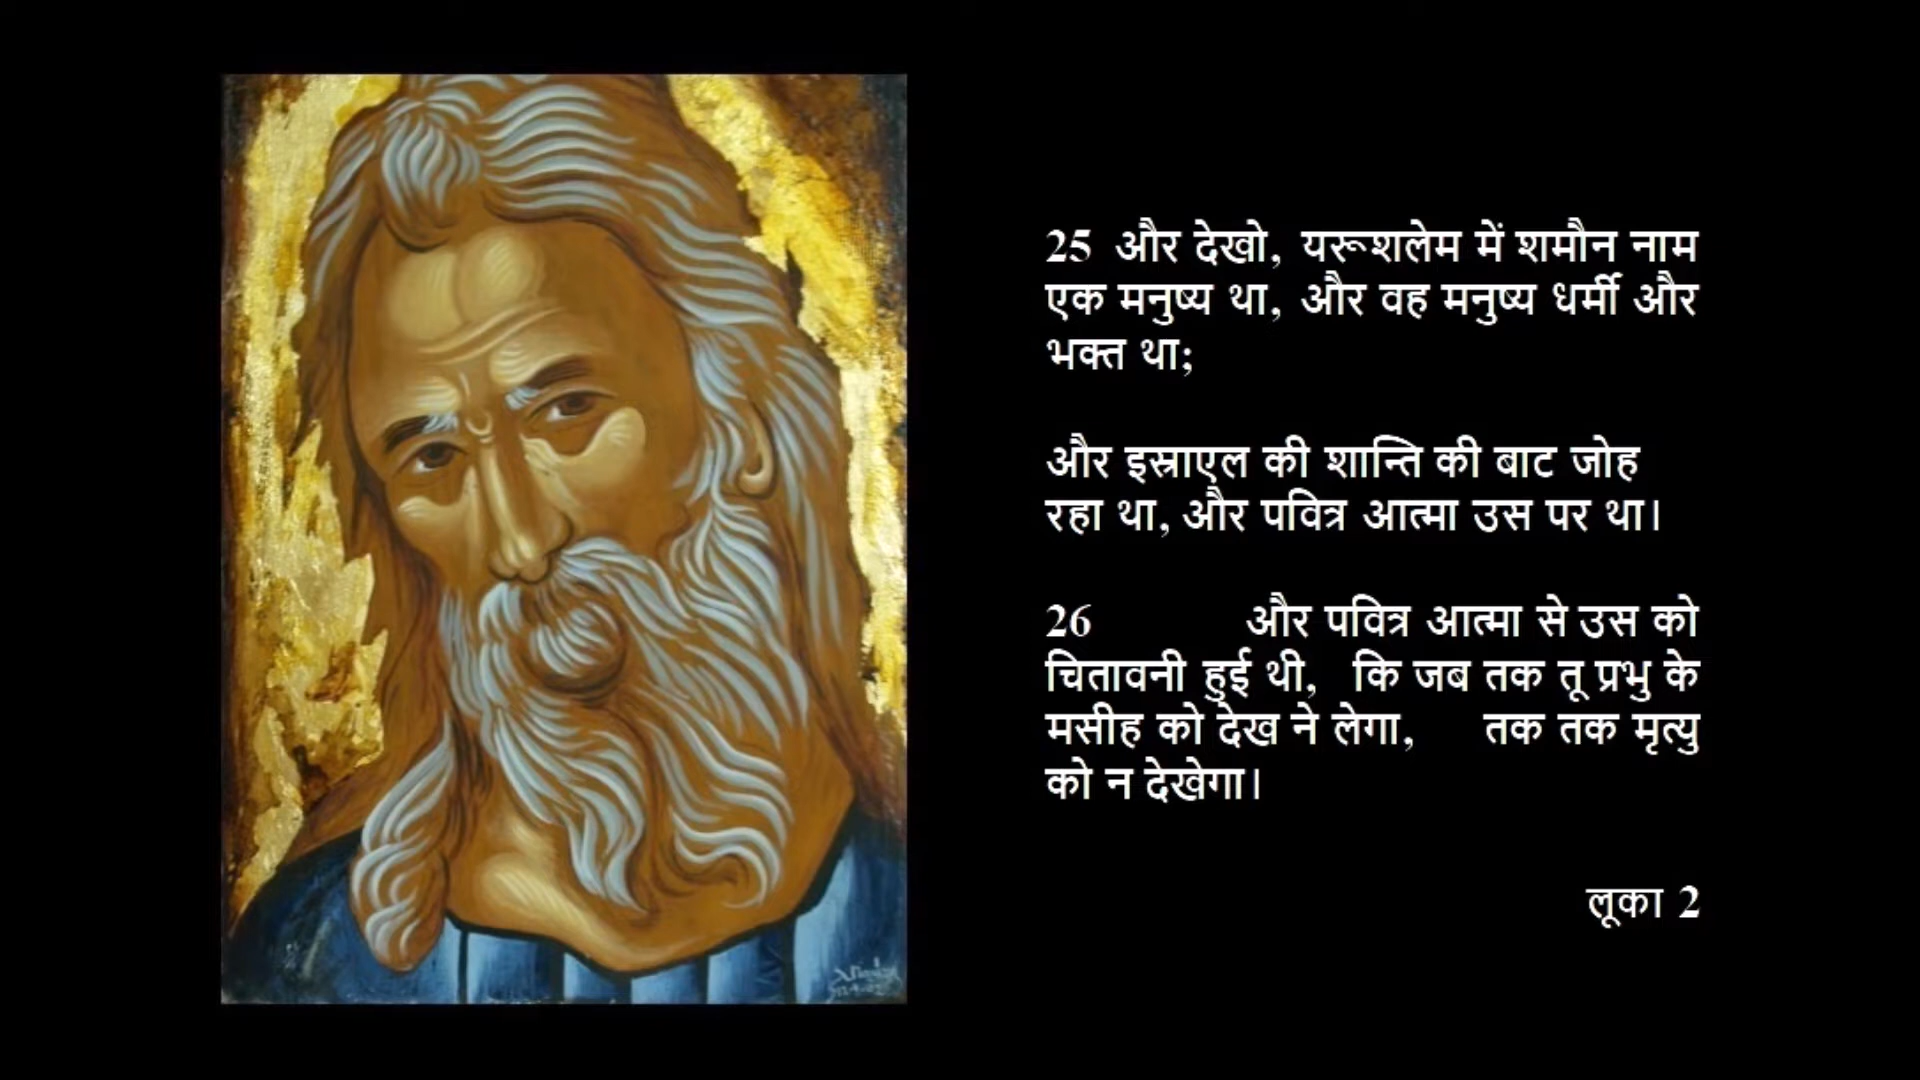 25 और देखो, यरूशलेम में शमौन नाम
एक मनुष्य था, और वह मनुष्य धर्मी और
भक्त था;
और इस्राएल की शान्ति की बाट जोह
रहा था, और पवित्र आत्मा उस पर था।
26 और पवित्र आत्मा से उस को
चितावनी हुई थी, कि जब तक तू प्रभु के
मसीह को देख ने लेगा, तक तक मृत्यु
को न देखेगा।
लूका 2